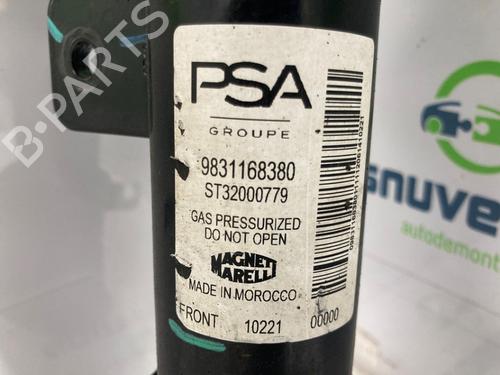 PSA
GROUPE
9831168380
ST32000779
GAS PRESSURIZED
DO NOT OPEN
MAGNETI
MARELLI
MADE IN MOROCCO
FRONT 10221 00000
B-PARTS
snuve
autodemont